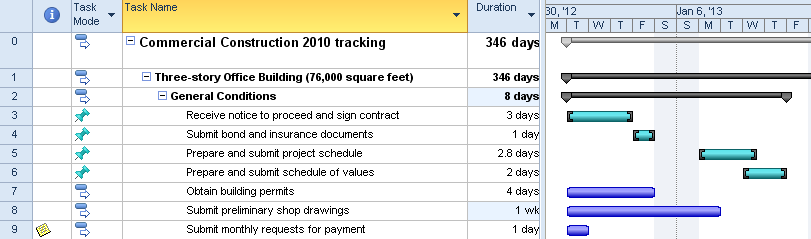 Task Mode Task Name Duration 30, '12 Jan 6, '13
M T W T F S S M T W T F
0 Commercial Construction 2010 tracking 346 days
1 Three-story Office Building (76,000 square feet) 346 days
2 General Conditions 8 days
3 Receive notice to proceed and sign contract 3 days
4 Submit bond and insurance documents 1 day
5 Prepare and submit project schedule 2.8 days
6 Prepare and submit schedule of values 2 days
7 Obtain building permits 4 days
8 Submit preliminary shop drawings 1 wk
9 Submit monthly requests for payment 1 day